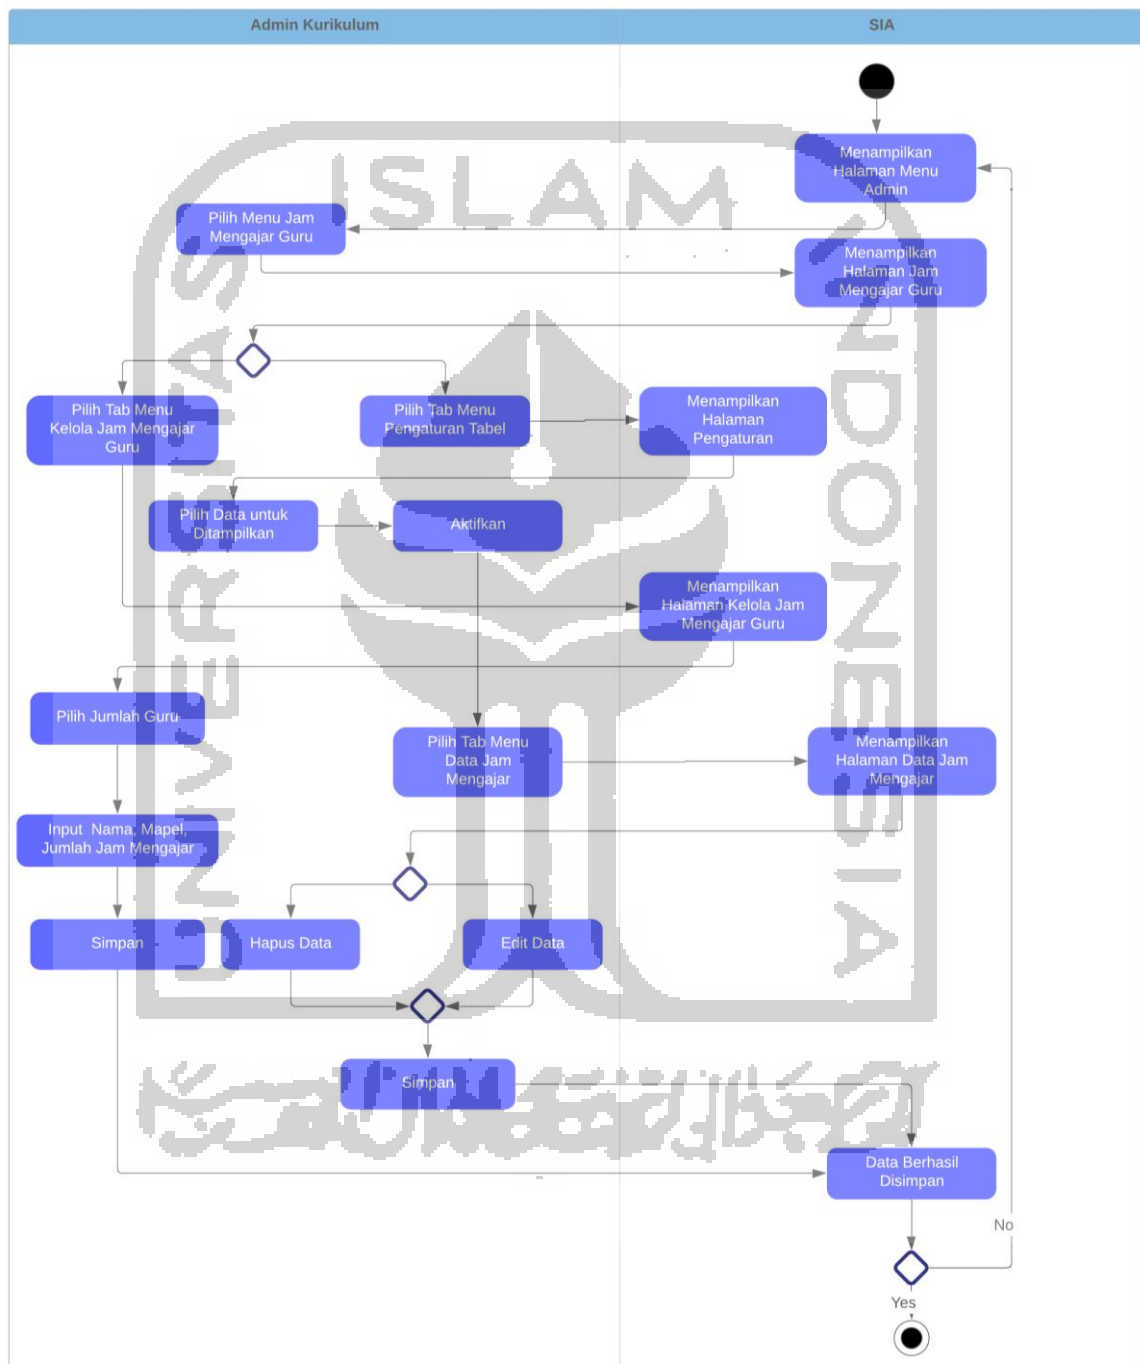 Admin Kurikulum
SIA
Menampilkan
Halaman Menu
Admin
Pilih Menu Jam
Mengajar Guru
Menampilkan
Halaman Jam
Mengajar Guru
Pilih Tab Menu
Kelola Jam Mengajar
Guru
Pilih Tab Menu
Pengaturan Tabel
Menampilkan
Halaman
Pengaturan
Pilih Data untuk
Ditampilkan
Aktifkan
Menampilkan
Halaman Kelola Jam
Mengajar Guru
Pilih Jumlah Guru
Pilih Tab Menu
Data Jam
Mengajar
Menampilkan
Halaman Data Jam
Mengajar
Input Nama, Mapel,
Jumlah Jam Mengajar
Simpan
Hapus Data
Edit Data
Simpan
Data Berhasil
Disimpan
No
Yes
UNIVERSITAS
ISLAM
INDONESIA